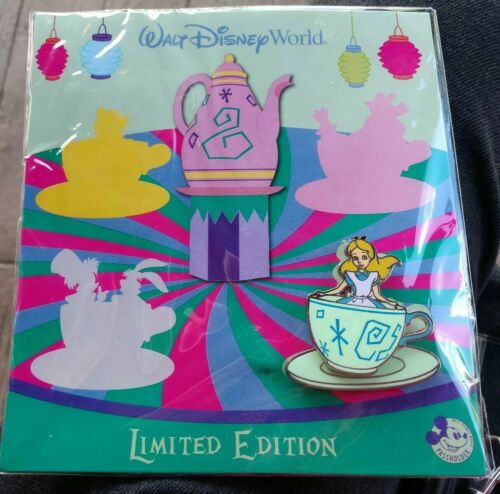 WALT DISNEY World
LIMITED EDITION
PASSHOLDER